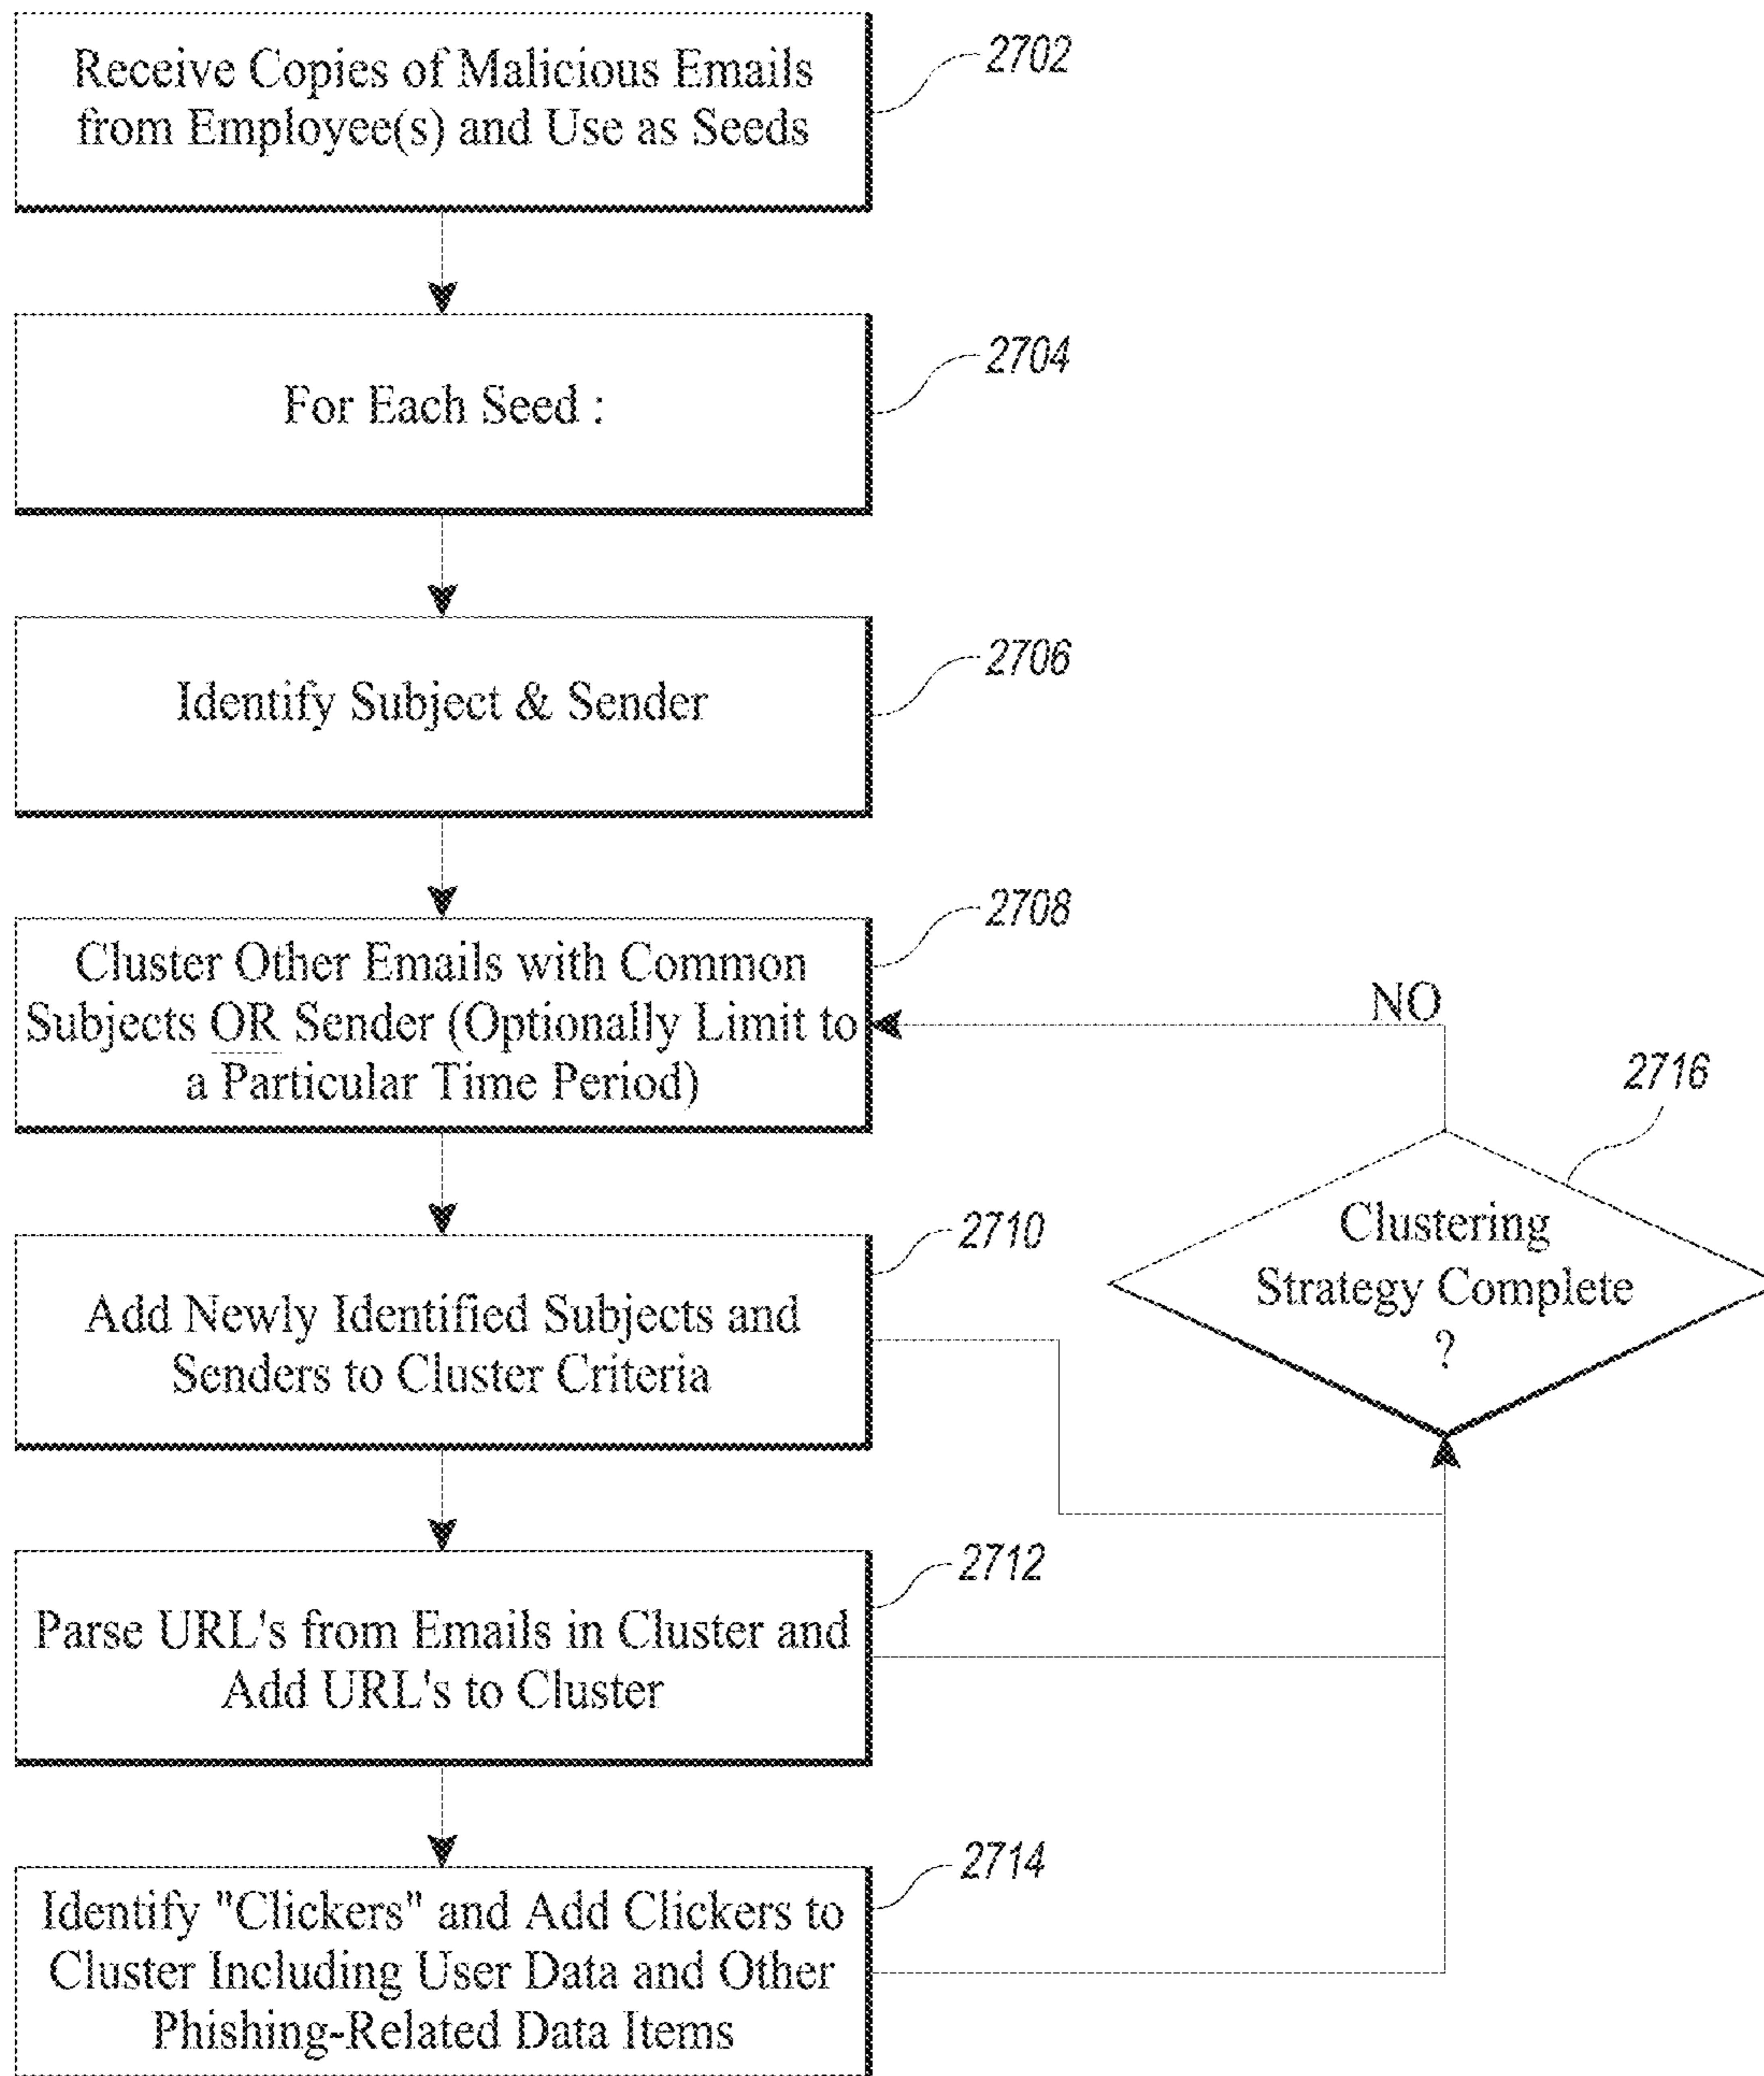 Receive Copies of Malicious Emails
from Employee(s) and Use as Seeds
2702
For Each Seed :
2704
Identify Subject & Sender
2706
Cluster Other Emails with Common
Subjects OR Sender (Optionally Limit to
a Particular Time Period)
2708
NO
2716
Clustering
Strategy Complete
?
Add Newly Identified Subjects and
Senders to Cluster Criteria
2710
Parse URL's from Emails in Cluster and
Add URL's to Cluster
2712
Identify "Clickers" and Add Clickers to
Cluster Including User Data and Other
Phishing-Related Data Items
2714